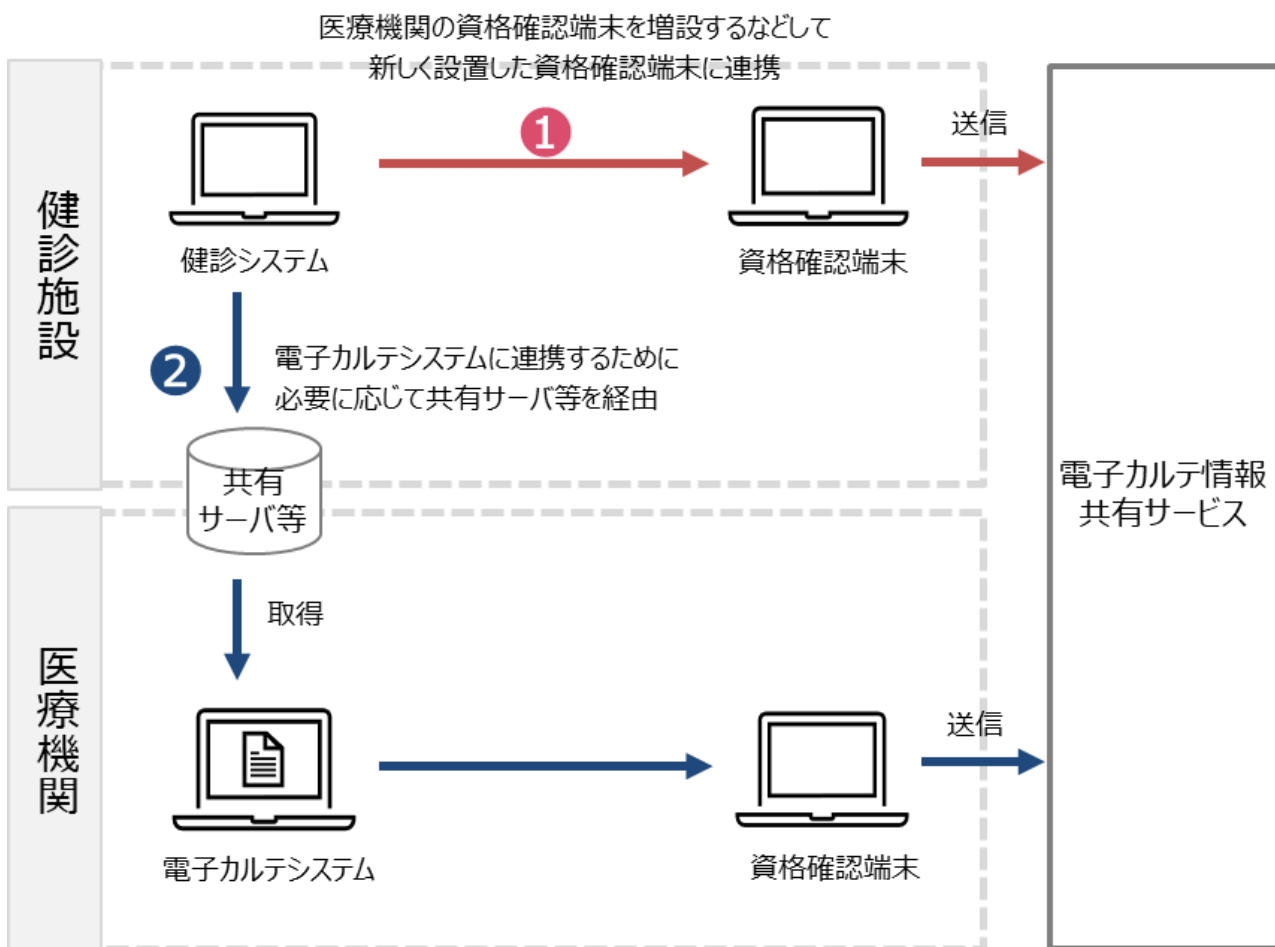 医療機関の資格確認端末を増設するなどして
新しく設置した資格確認端末に連携
健診施設
1
送信
健診システム
資格確認端末
2
電子カルテシステムに連携するために
必要に応じて共有サーバ等を経由
共有
サーバ等
電子カルテ情報
共有サービス
医療機関
取得
送信
電子カルテシステム
資格確認端末